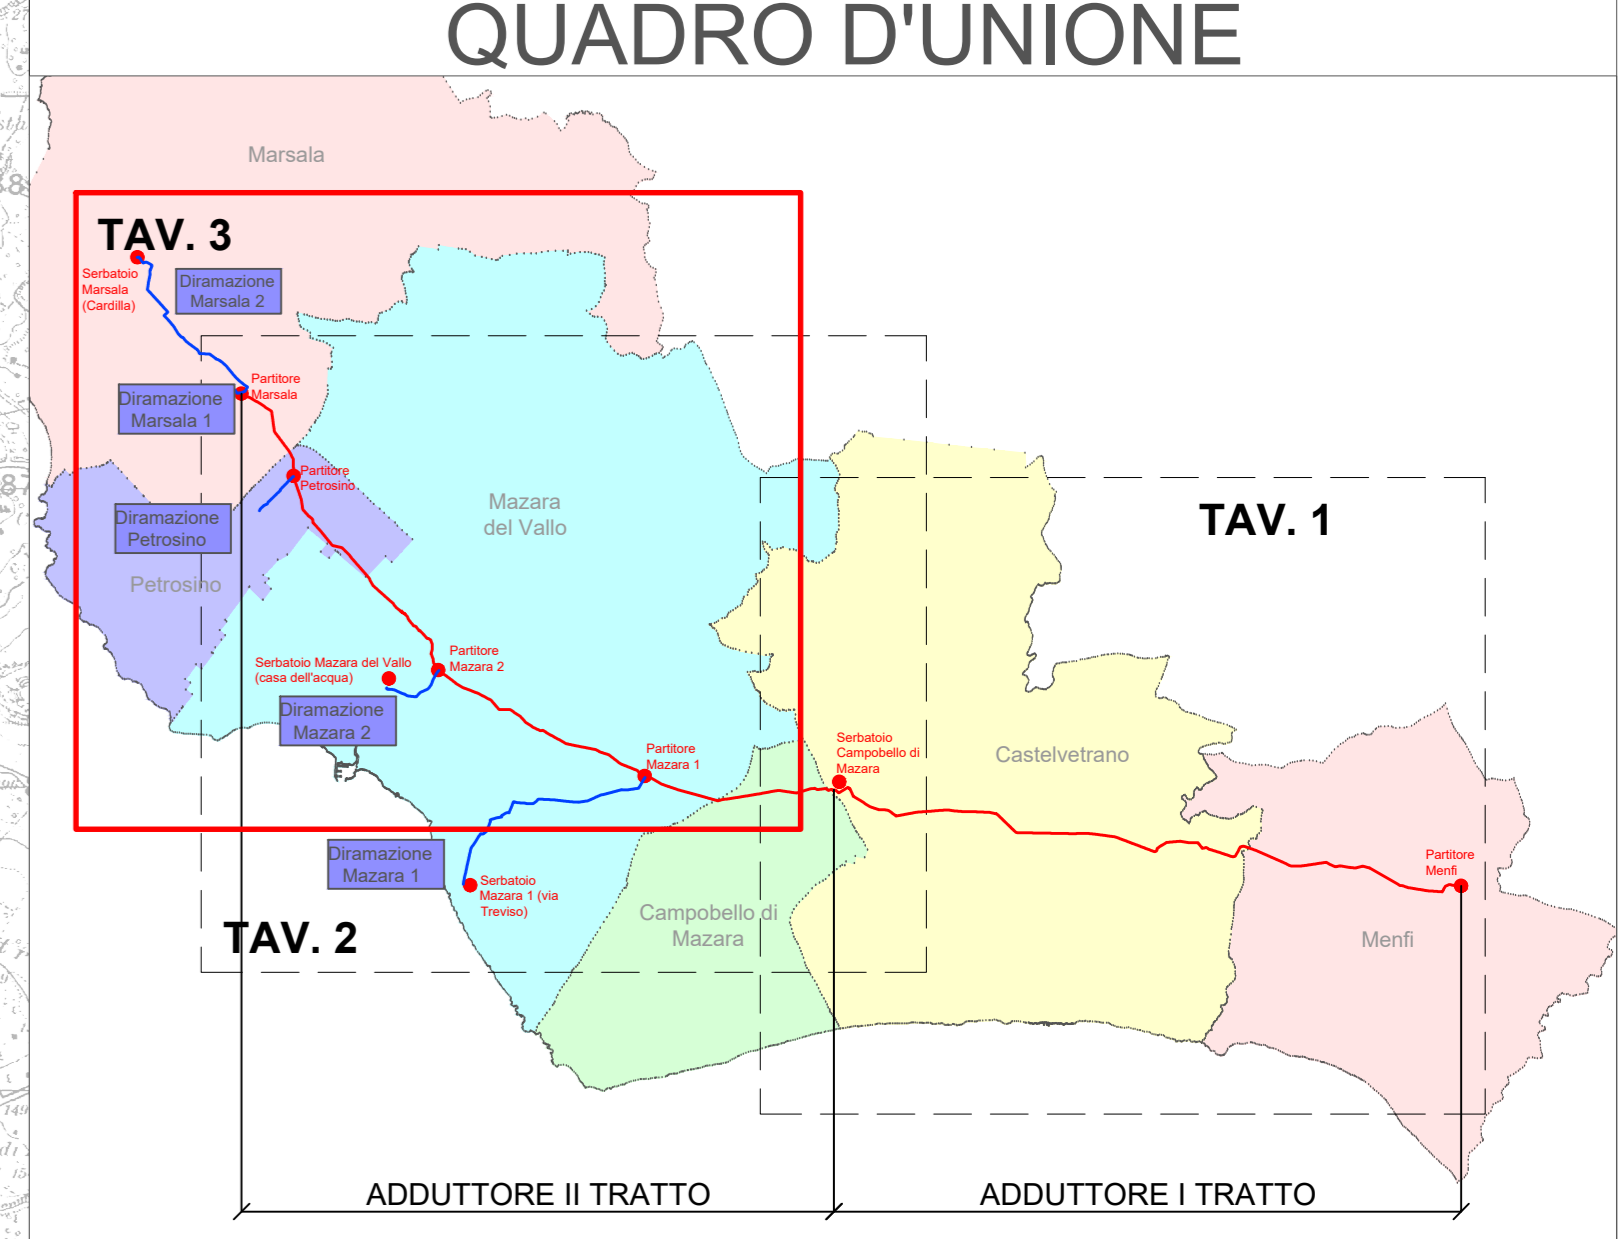 QUADRO D'UNIONE
Marsala
TAV. 3
Serbatoio
Marsala
(Cardilla)
Diramazione
Marsala 2
Partitore
Marsala
Diramazione
Marsala 1
Partitore
Petrosino
Diramazione
Petrosino
Petrosino
Mazara
del Vallo
TAV. 1
Serbatoio Mazara del Vallo
(casa dell'acqua)
Partitore
Mazara 2
Diramazione
Mazara 2
Partitore
Mazara 1
Serbatoio
Campobello di
Mazara
Castelvetrano
Diramazione
Mazara 1
Serbatoio
Mazara 1 (via
Treviso)
Partitore
Menfi
Campobello di
Mazara
Menfi
TAV. 2
ADDUTTORE II TRATTO
ADDUTTORE I TRATTO